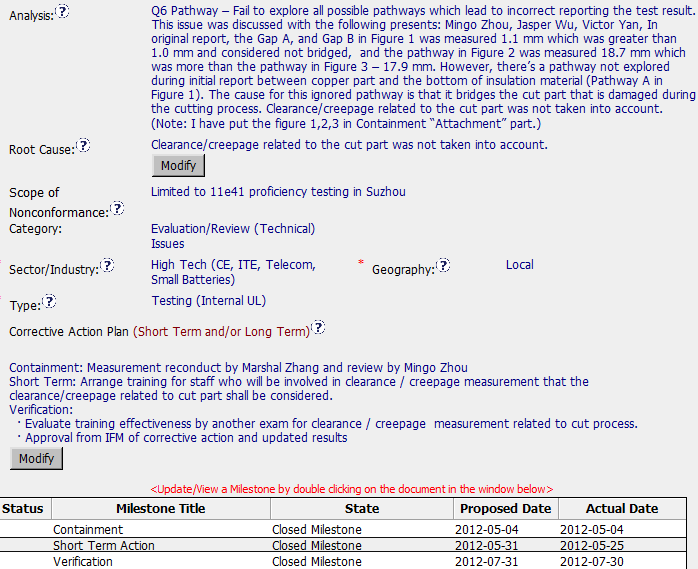 Analysis: ? Q6 Pathway – Fail to explore all possible pathways which lead to incorrect reporting the test result.
This issue was discussed with the following presents: Mingo Zhou, Jasper Wu, Victor Yan, In
original report, the Gap A, and Gap B in Figure 1 was measured 1.1 mm which was greater than
1.0 mm and considered not bridged, and the pathway in Figure 2 was measured 18.7 mm which
was more than the pathway in Figure 3 – 17.9 mm. However, there's a pathway not explored
during initial report between copper part and the bottom of insulation material (Pathway A in
Figure 1). The cause for this ignored pathway is that it bridges the cut part that is damaged during
the cutting process. Clearance/creepage related to the cut part was not taken into account.
(Note: I have put the figure 1,2,3 in Containment "Attachment" part.)
Root Cause: ? Clearance/creepage related to the cut part was not taken into account.
Modify
Scope of Limited to 11e41 proficiency testing in Suzhou
Nonconformance: ?
Category: Evaluation/Review (Technical)
Issues
* Sector/Industry: ? High Tech (CE, ITE, Telecom, * Geography: ? Local
Small Batteries)
* Type: ? Testing (Internal UL)
Corrective Action Plan (Short Term and/or Long Term) ?
Containment: Measurement reconduct by Marshal Zhang and review by Mingo Zhou
Short Term: Arrange training for staff who will be involved in clearance / creepage measurement that the
clearance/creepage related to cut part shall be considered.
Verification:
· Evaluate training effectiveness by another exam for clearance / creepage measurement related to cut process.
· Approval from IFM of corrective action and updated results
Modify
<Update/View a Milestone by double clicking on the document in the window below>
Status Milestone Title State Proposed Date Actual Date
Containment Closed Milestone 2012-05-04 2012-05-04
Short Term Action Closed Milestone 2012-05-31 2012-05-25
Verification Closed Milestone 2012-07-31 2012-07-30